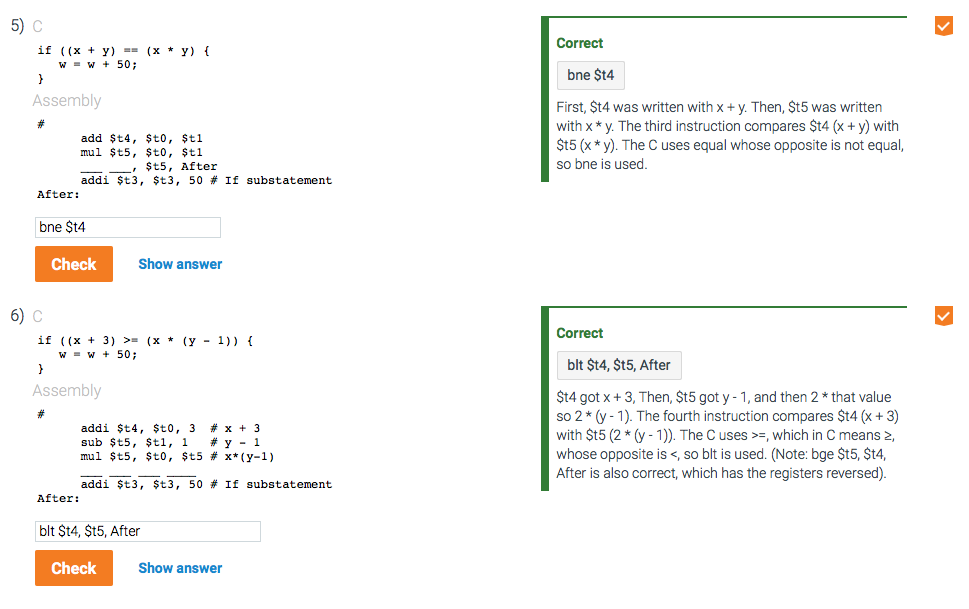 5) C
if ((x + y) == (x * y) {
w = w + 50;
}
Assembly
#
add $t4, $t0, $t1
mul $t5, $t0, $t1
___ ___, $t5, After
addi $t3, $t3, 50 # If substatement
After:
bne $t4
Check Show answer
Correct
bne $t4
First, $t4 was written with x + y. Then, $t5 was written
with x * y. The third instruction compares $t4 (x + y) with
$t5 (x * y). The C uses equal whose opposite is not equal,
so bne is used.
6) C
if ((x + 3) >= (x * (y - 1)) {
w = w + 50;
}
Assembly
#
addi $t4, $t0, 3 # x + 3
sub $t5, $t1, 1 # y - 1
mul $t5, $t0, $t5 # x*(y-1)
___ ___ ___ ____
addi $t3, $t3, 50 # If substatement
After:
blt $t4, $t5, After
Check Show answer
Correct
blt $t4, $t5, After
$t4 got x + 3, Then, $t5 got y - 1, and then 2 * that value
so 2 * (y - 1). The fourth instruction compares $t4 (x + 3)
with $t5 (2 * (y - 1)). The C uses >=, which in C means ≥,
whose opposite is <, so blt is used. (Note: bge $t5, $t4,
After is also correct, which has the registers reversed).